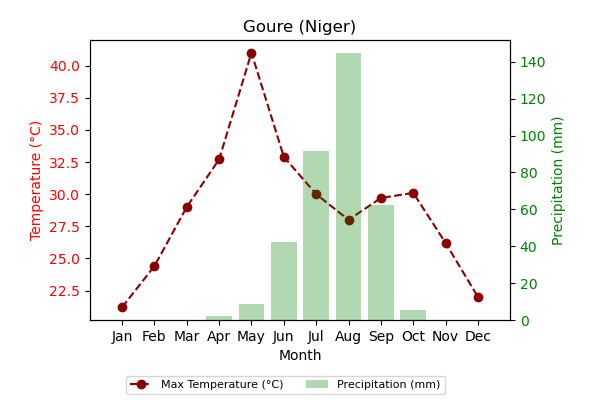 Goure (Niger)
Temperature (°C)
40.0
37.5
35.0
32.5
30.0
27.5
25.0
22.5
140
120
100
80
60
40
20
0
Precipitation (mm)
Jan Feb Mar Apr May Jun Jul Aug Sep Oct Nov Dec
Month
Max Temperature (°C) Precipitation (mm)